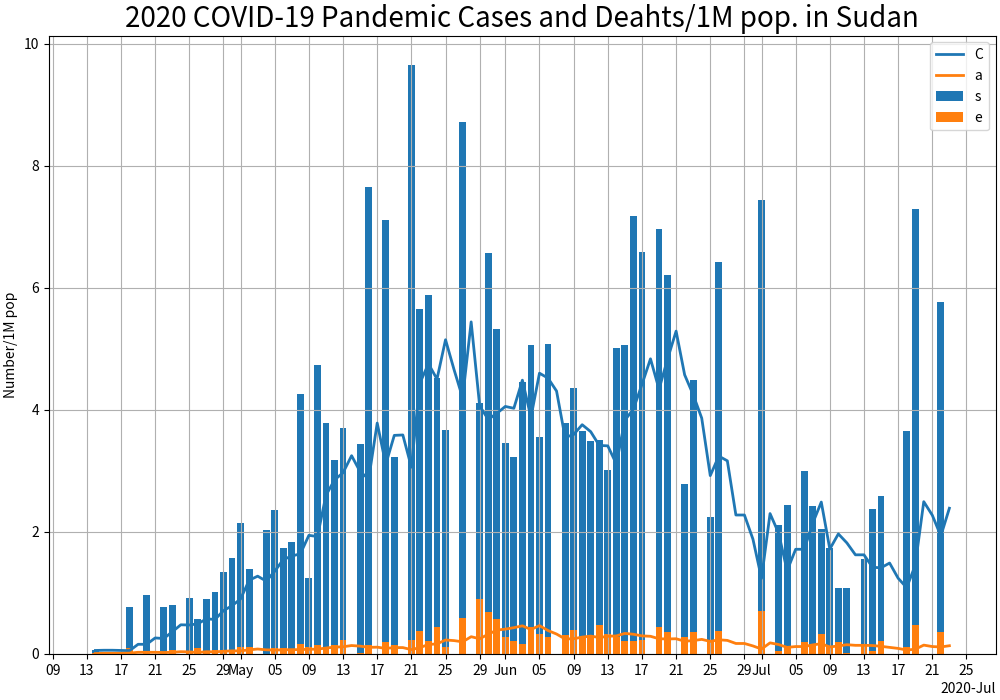 2020 COVID-19 Pandemic Cases and Deahts/1M pop. in Sudan
10
8
6
4
2
0
Number/1M pop
C
a
s
e
09 13 17 21 25 29 May 05 09 13 17 21 25 29 Jun 05 09 13 17 21 25 29 Jul 05 09 13 17 21 25
2020-Jul